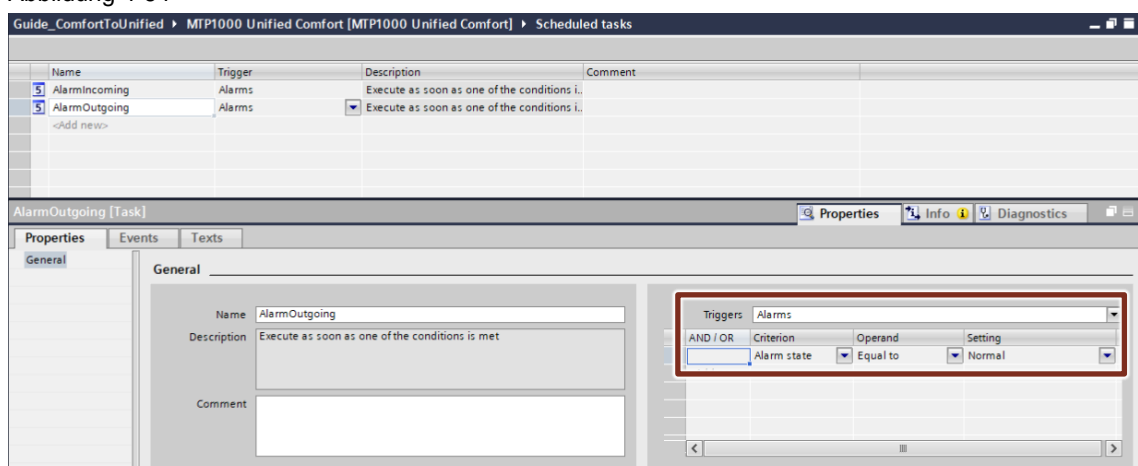 Guide_ComfortToUnified ▸ MTP1000 Unified Comfort [MTP1000 Unified Comfort] ▸ Scheduled tasks
Name Trigger Description Comment
5 AlarmIncoming Alarms Execute as soon as one of the conditions i..
5 AlarmOutgoing Alarms Execute as soon as one of the conditions i..
<Add new>
AlarmOutgoing [Task] Properties Info Diagnostics
Properties Events Texts
General
General
Name AlarmOutgoing
Description Execute as soon as one of the conditions is met
Comment
Triggers Alarms
AND / OR Criterion Operand Setting
Alarm state Equal to Normal